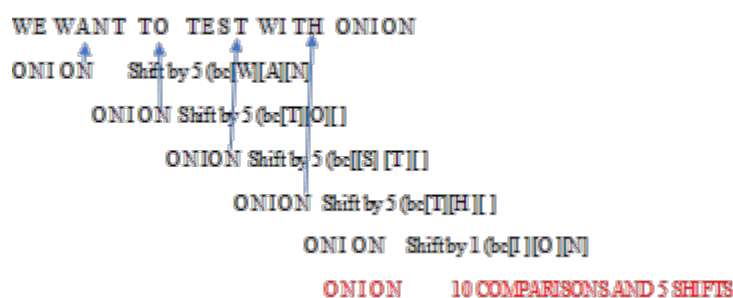 WE WANT TO TEST WITH ONION
ONION Shift by 5 (bc[W][A][N]
ONION Shift by 5 (bc[T][O][ ]
ONION Shift by 5 (bc[[S] [T][ ]
ONION Shift by 5 (bc[T][H][ ]
ONION Shift by 1 (bc[I ][O ][N]
ONION 10 COMPARISONS AND 5 SHIFTS